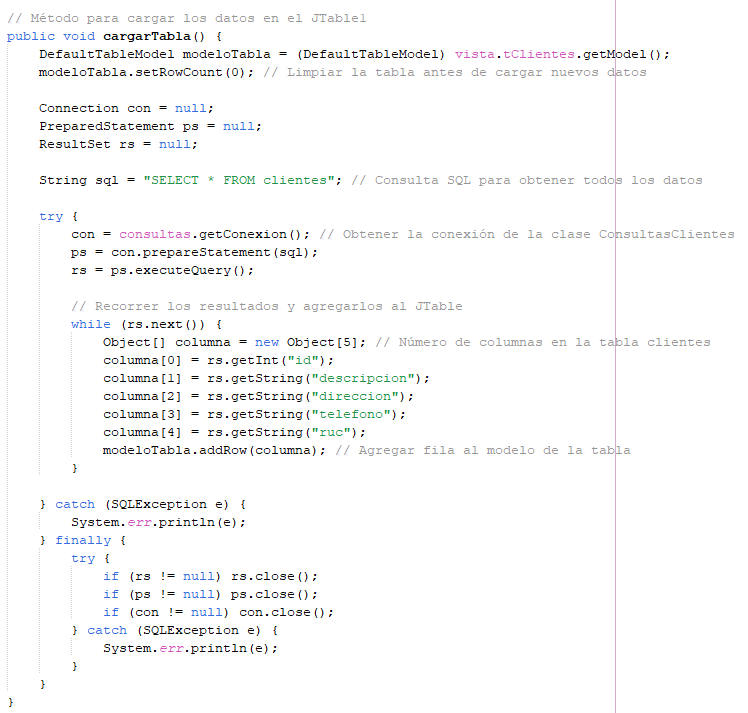 // Método para cargar los datos en el JTable1
public void cargarTabla() {
    DefaultTableModel modeloTabla = (DefaultTableModel) vista.tClientes.getModel();
    modeloTabla.setRowCount(0); // Limpiar la tabla antes de cargar nuevos datos

    Connection con = null;
    PreparedStatement ps = null;
    ResultSet rs = null;

    String sql = "SELECT * FROM clientes"; // Consulta SQL para obtener todos los datos

    try {
        con = consultas.getConexion(); // Obtener la conexión de la clase ConsultasClientes
        ps = con.prepareStatement(sql);
        rs = ps.executeQuery();

        // Recorrer los resultados y agregarlos al JTable
        while (rs.next()) {
            Object[] columna = new Object[5]; // Número de columnas en la tabla clientes
            columna[0] = rs.getInt("id");
            columna[1] = rs.getString("descripcion");
            columna[2] = rs.getString("direccion");
            columna[3] = rs.getString("telefono");
            columna[4] = rs.getString("ruc");
            modeloTabla.addRow(columna); // Agregar fila al modelo de la tabla
        }

    } catch (SQLException e) {
        System.err.println(e);
    } finally {
        try {
            if (rs != null) rs.close();
            if (ps != null) ps.close();
            if (con != null) con.close();
        } catch (SQLException e) {
            System.err.println(e);
        }
    }
}